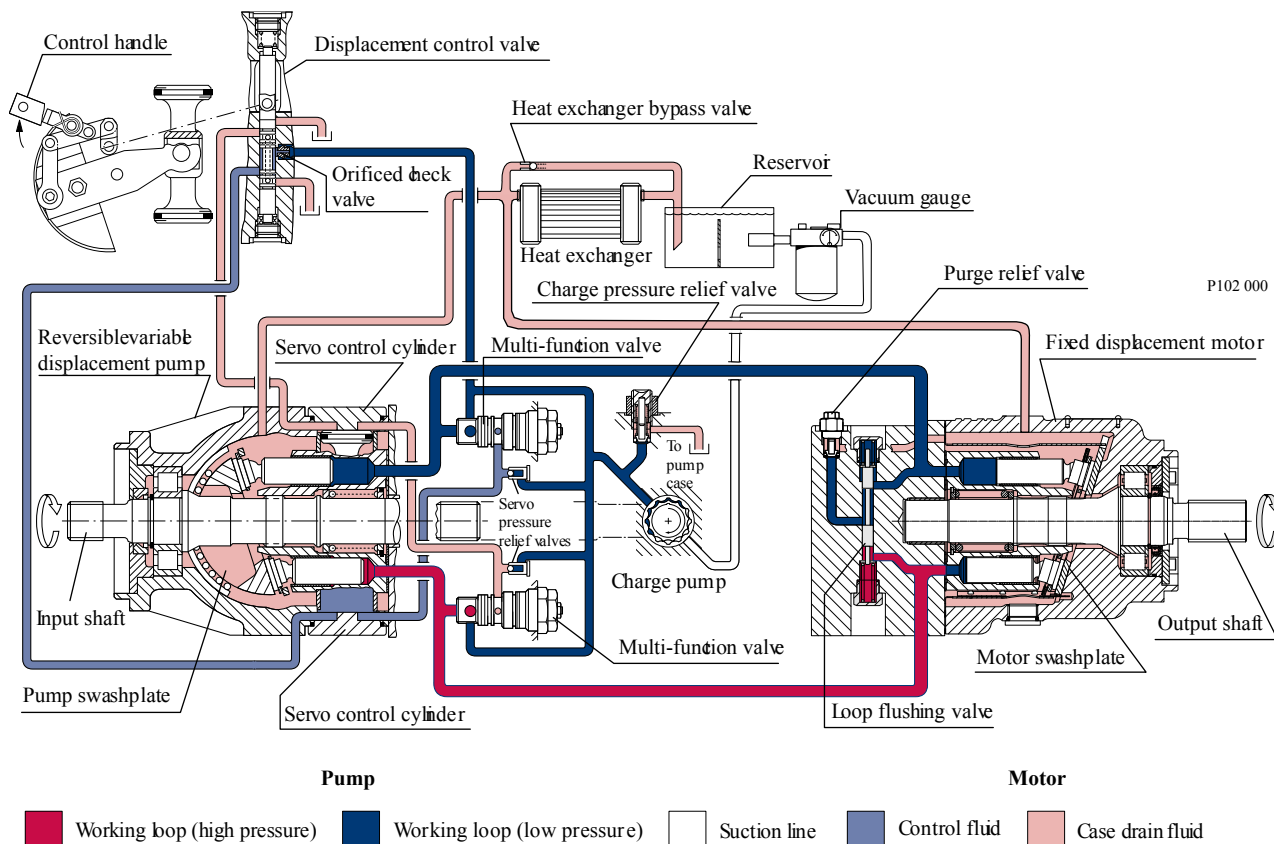 Control handle
Displacement control valve
Heat exchanger bypass valve
Reservoir
Orificed check
valve
Vacuum gauge
Heat exchanger
Purge relief valve
Charge pressure relief valve
P102 000
Reversible variable
displacement pump
Servo control cylinder
Multi-function valve
Fixed displacement motor
To
pump
case
Servo
pressure
relief valves
Charge pump
Input shaft
Output shaft
Multi-function valve
Motor swashplate
Pump swashplate
Servo control cylinder
Loop flushing valve
Pump
Motor
Working loop (high pressure)
Working loop (low pressure)
Suction line
Control fluid
Case drain fluid